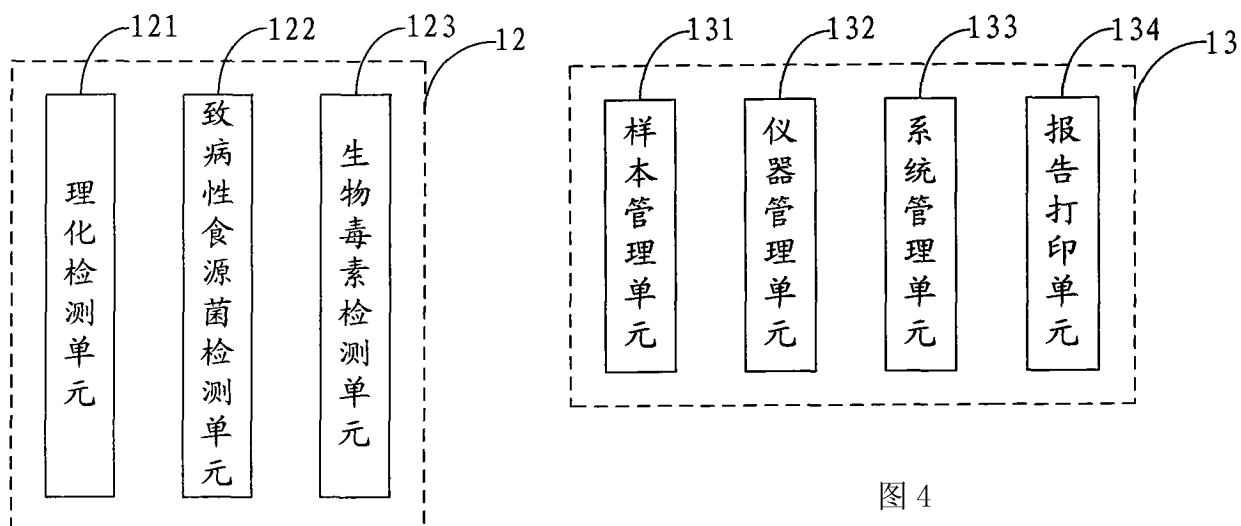 121
122
123
12
理化检测单元
致病性食源菌检测单元
生物毒素检测单元
131
132
133
134
13
样本管理单元
仪器管理单元
系统管理单元
报告打印单元
图 4